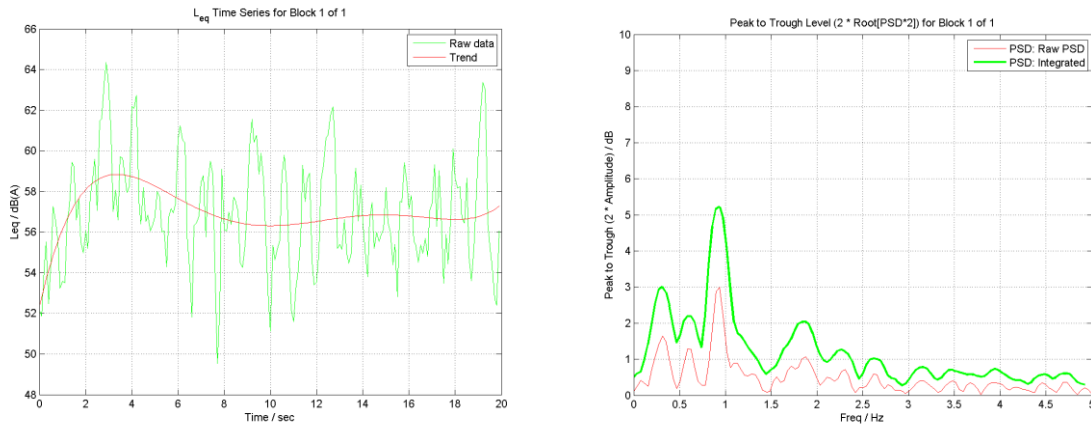 L_eq Time Series for Block 1 of 1
66
64
62
60
58
56
54
52
50
48
Leq / dB(A)
Raw data
Trend
0 2 4 6 8 10 12 14 16 18 20
Time / sec
Peak to Trough Level (2 * Root[PSD*2]) for Block 1 of 1
10
9
8
7
6
5
4
3
2
1
0
Peak to Trough (2 * Amplitude) / dB
PSD: Raw PSD
PSD: Integrated
0 0.5 1 1.5 2 2.5 3 3.5 4 4.5 5
Freq / Hz